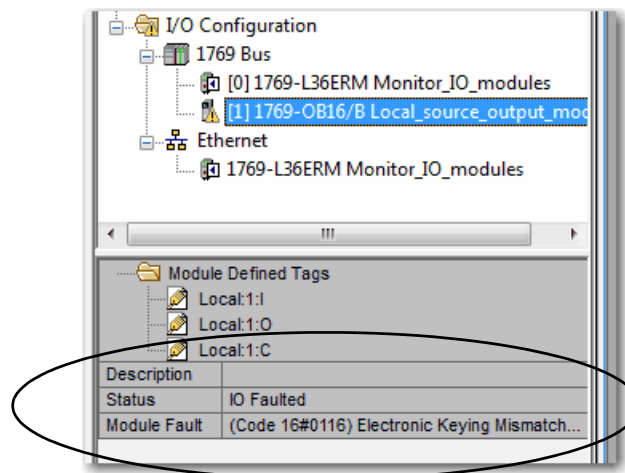 I/O Configuration
1769 Bus
[0] 1769-L36ERM Monitor_IO_modules
[1] 1769-OB16/B Local_source_output_mod
Ethernet
1769-L36ERM Monitor_IO_modules
Module Defined Tags
Local:1:I
Local:1:O
Local:1:C
Description
Status IO Faulted
Module Fault (Code 16#0116) Electronic Keying Mismatch...